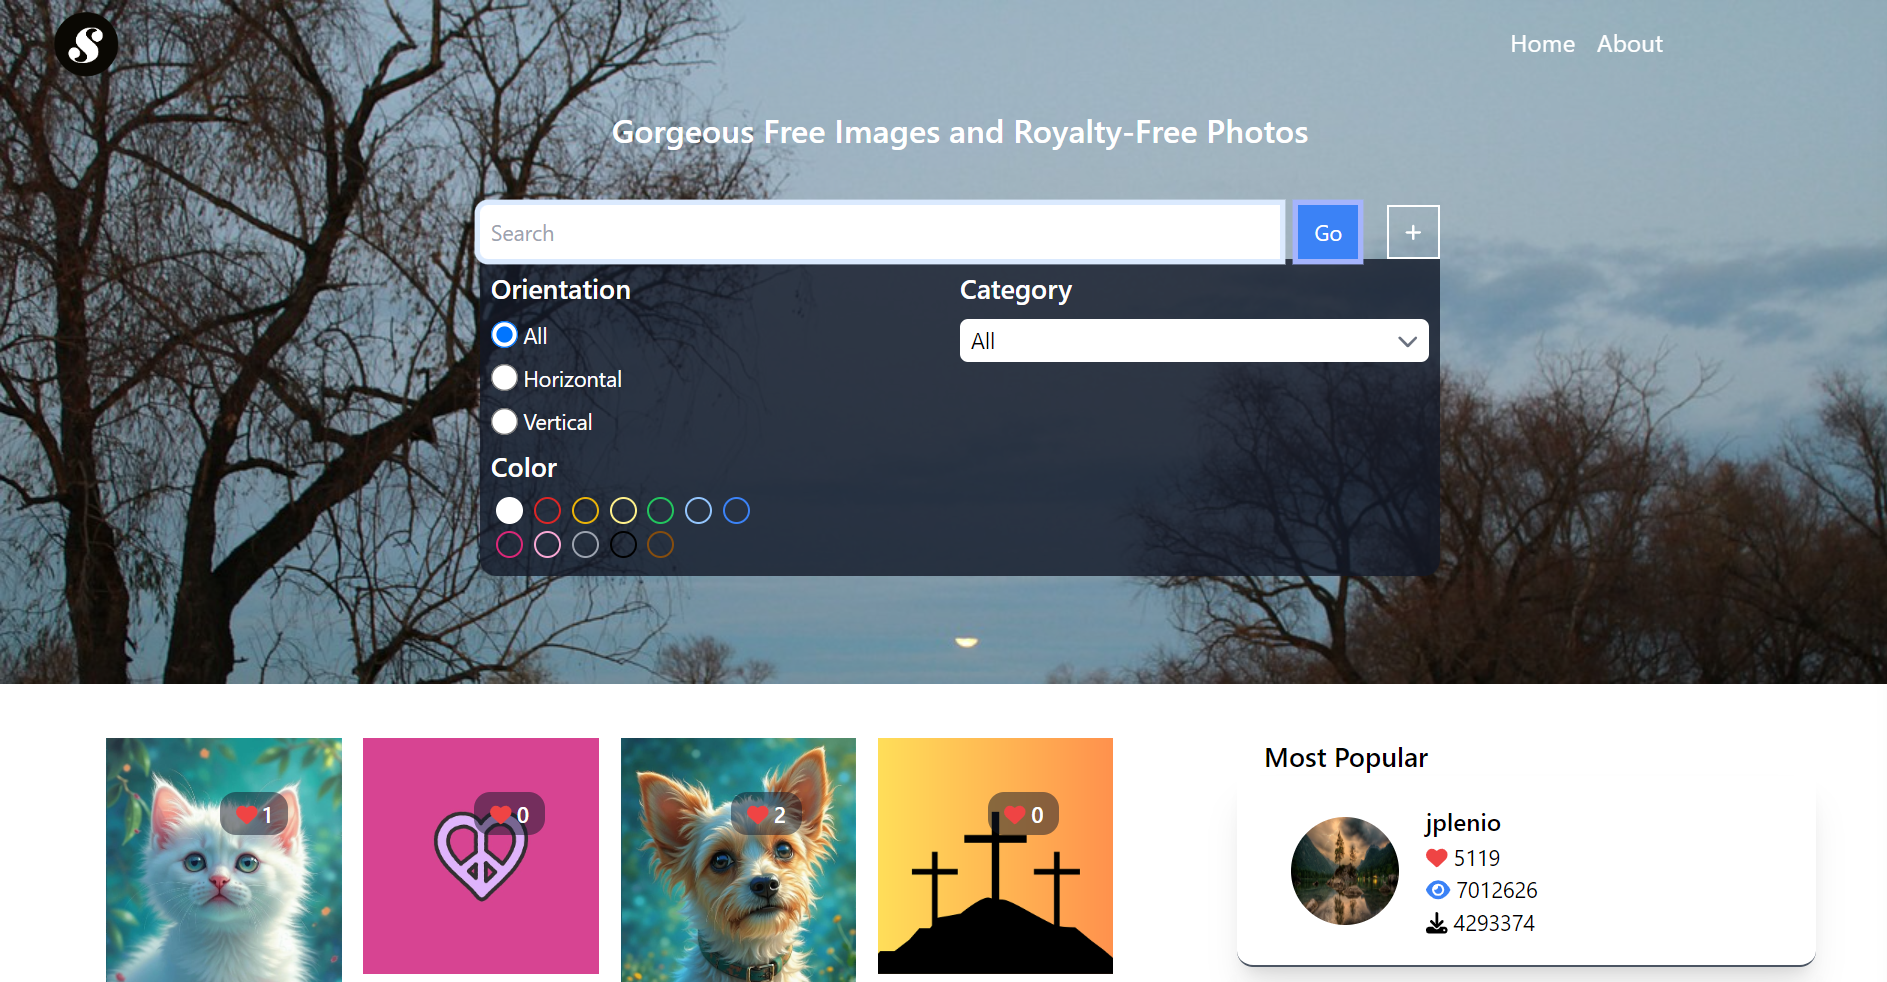 S
Home About
Gorgeous Free Images and Royalty-Free Photos
Search
Go
+
Orientation
All
Horizontal
Vertical
Color
Category
All
1
0
2
0
Most Popular
jplenio
5119
7012626
4293374